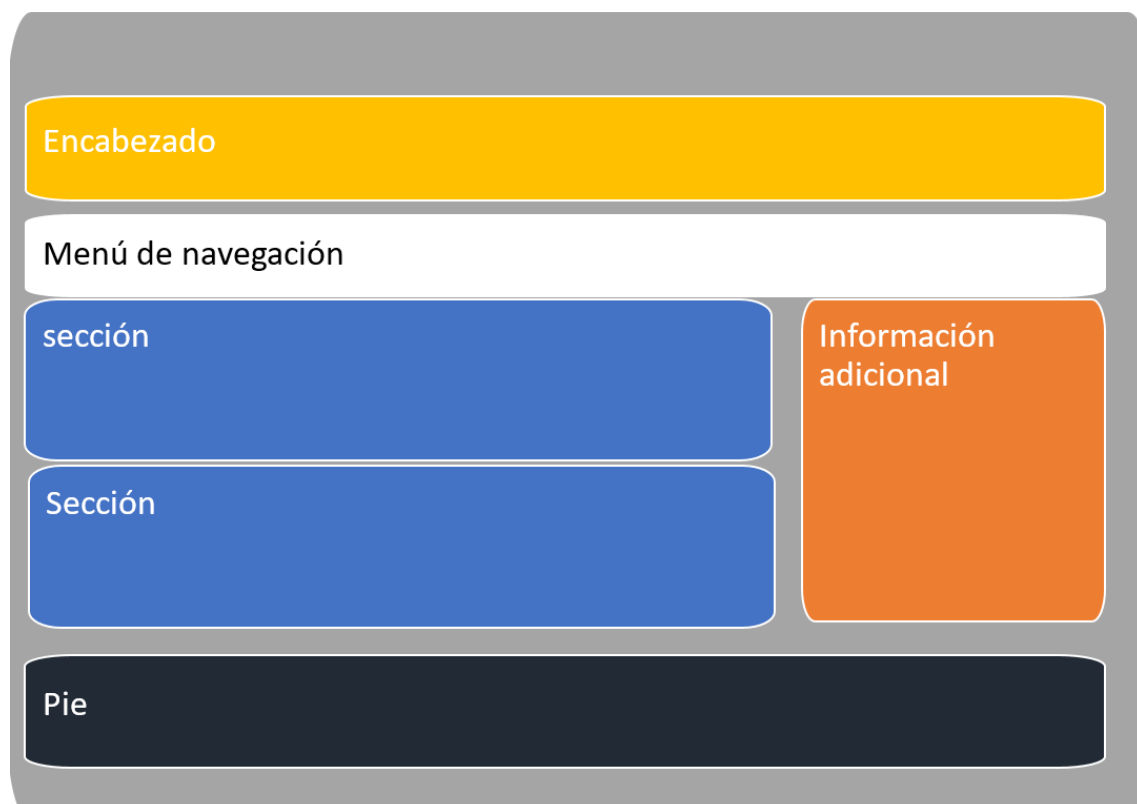 Encabezado
Menú de navegación
sección
Información
adicional
Sección
Pie